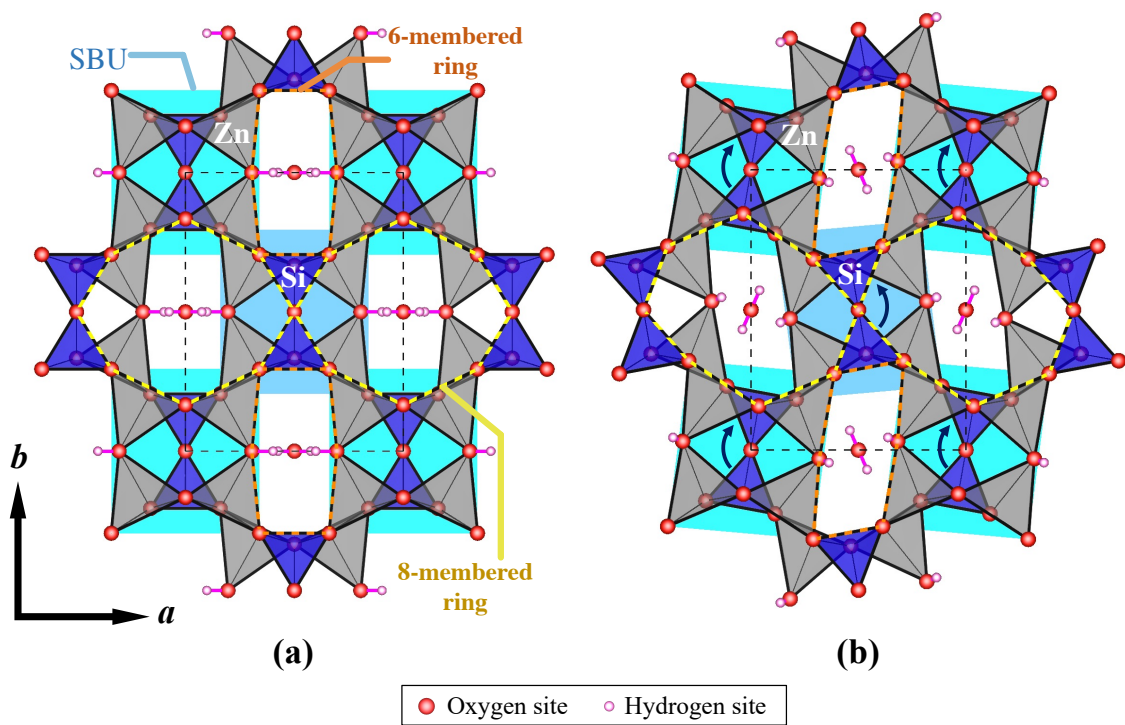 SBU
6-membered
ring
Zn
Si
8-membered
ring
b
a
(a)
Zn
Si
(b)
Oxygen site
Hydrogen site